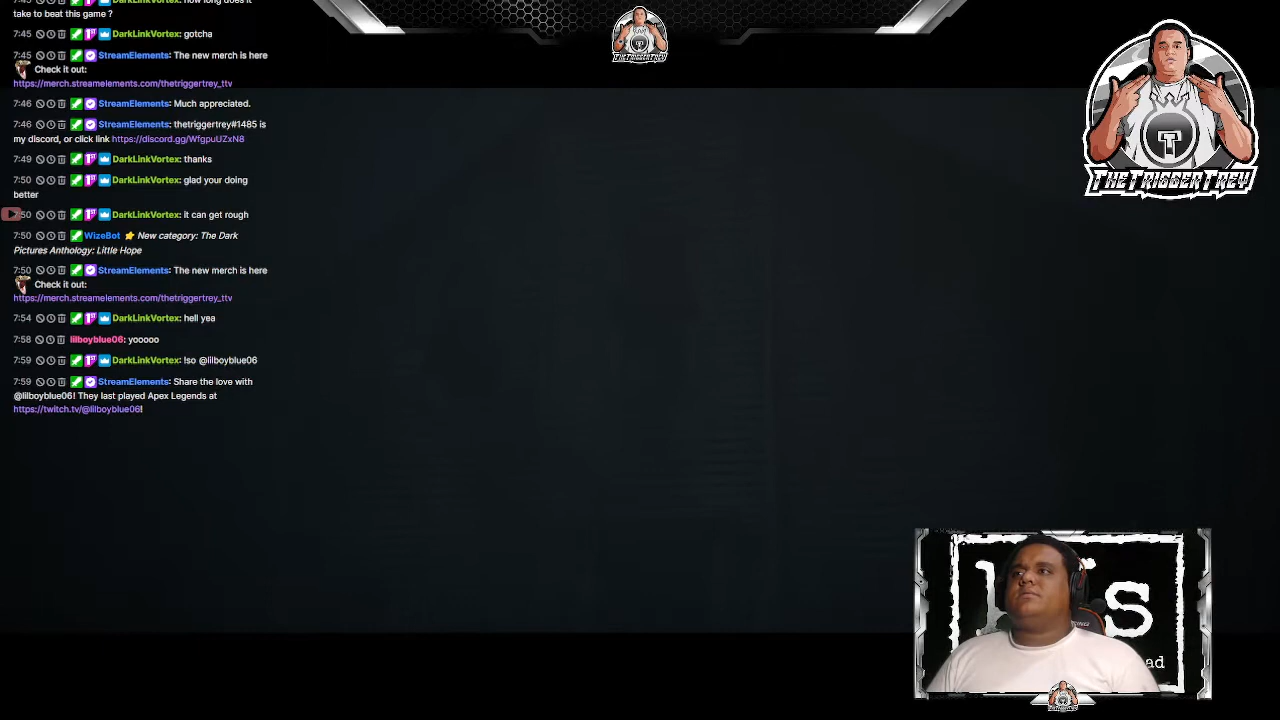 7:45 DarkLinkVortex: how long does it
take to beat this game ?
7:45 DarkLinkVortex: gotcha
7:45 StreamElements: The new merch is here
Check it out:
https://merch.streamelements.com/thetriggertrey_ttv
7:46 StreamElements: Much appreciated.
7:46 StreamElements: thetriggertrey#1485 is
my discord, or click link https://discord.gg/WfgpuUZxN8
7:49 DarkLinkVortex: thanks
7:50 DarkLinkVortex: glad your doing
better
50 DarkLinkVortex: it can get rough
7:50 WizeBot New category: The Dark
Pictures Anthology: Little Hope
7:50 StreamElements: The new merch is here
Check it out:
https://merch.streamelements.com/thetriggertrey_ttv
7:54 DarkLinkVortex: hell yea
7:58 lilboyblue06: yooooo
7:59 DarkLinkVortex: !so @lilboyblue06
7:59 StreamElements: Share the love with
@lilboyblue06! They last played Apex Legends at
https://twitch.tv/@lilboyblue06!
T
THETRIGGERTREY
T
THETRIGGERTREY
s
ad